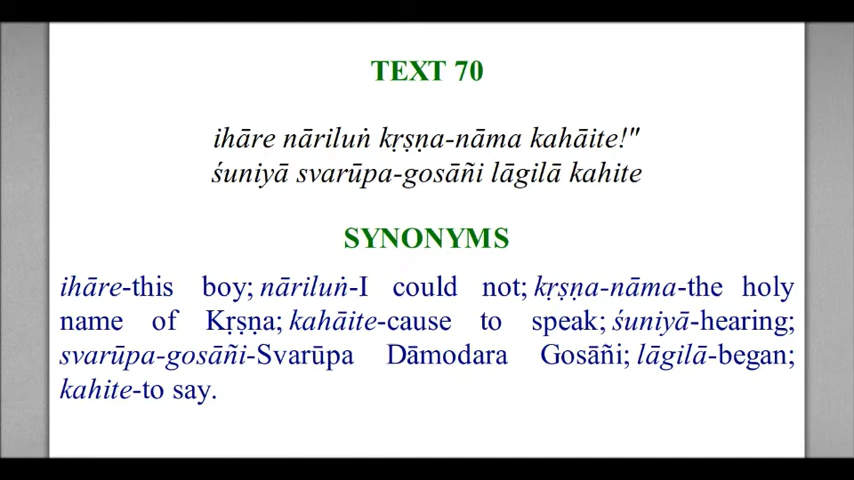 TEXT 70
ihāre nāriluṅ kṛṣṇa-nāma kahāite!"
śuniyā svarūpa-gosāñi lāgilā kahite
SYNONYMS
ihāre-this boy; nāriluṅ-I could not; kṛṣṇa-nāma-the holy
name of Kṛṣṇa; kahāite-cause to speak; śuniyā-hearing;
svarūpa-gosāñi-Svarūpa Dāmodara Gosāñi; lāgilā-began;
kahite-to say.